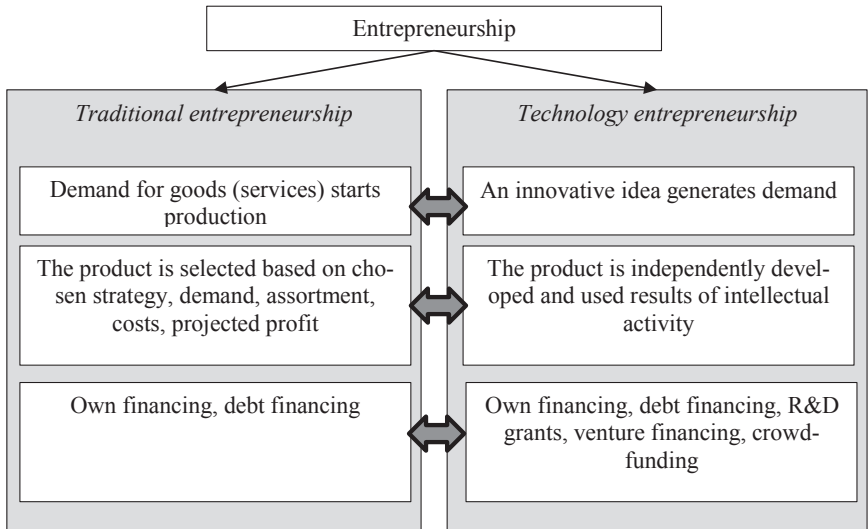 Entrepreneurship
Traditional entrepreneurship
Demand for goods (services) starts
production
The product is selected based on cho-
sen strategy, demand, assortment,
costs, projected profit
Own financing, debt financing
Technology entrepreneurship
An innovative idea generates demand
The product is independently devel-
oped and used results of intellectual
activity
Own financing, debt financing, R&D
grants, venture financing, crowd-
funding